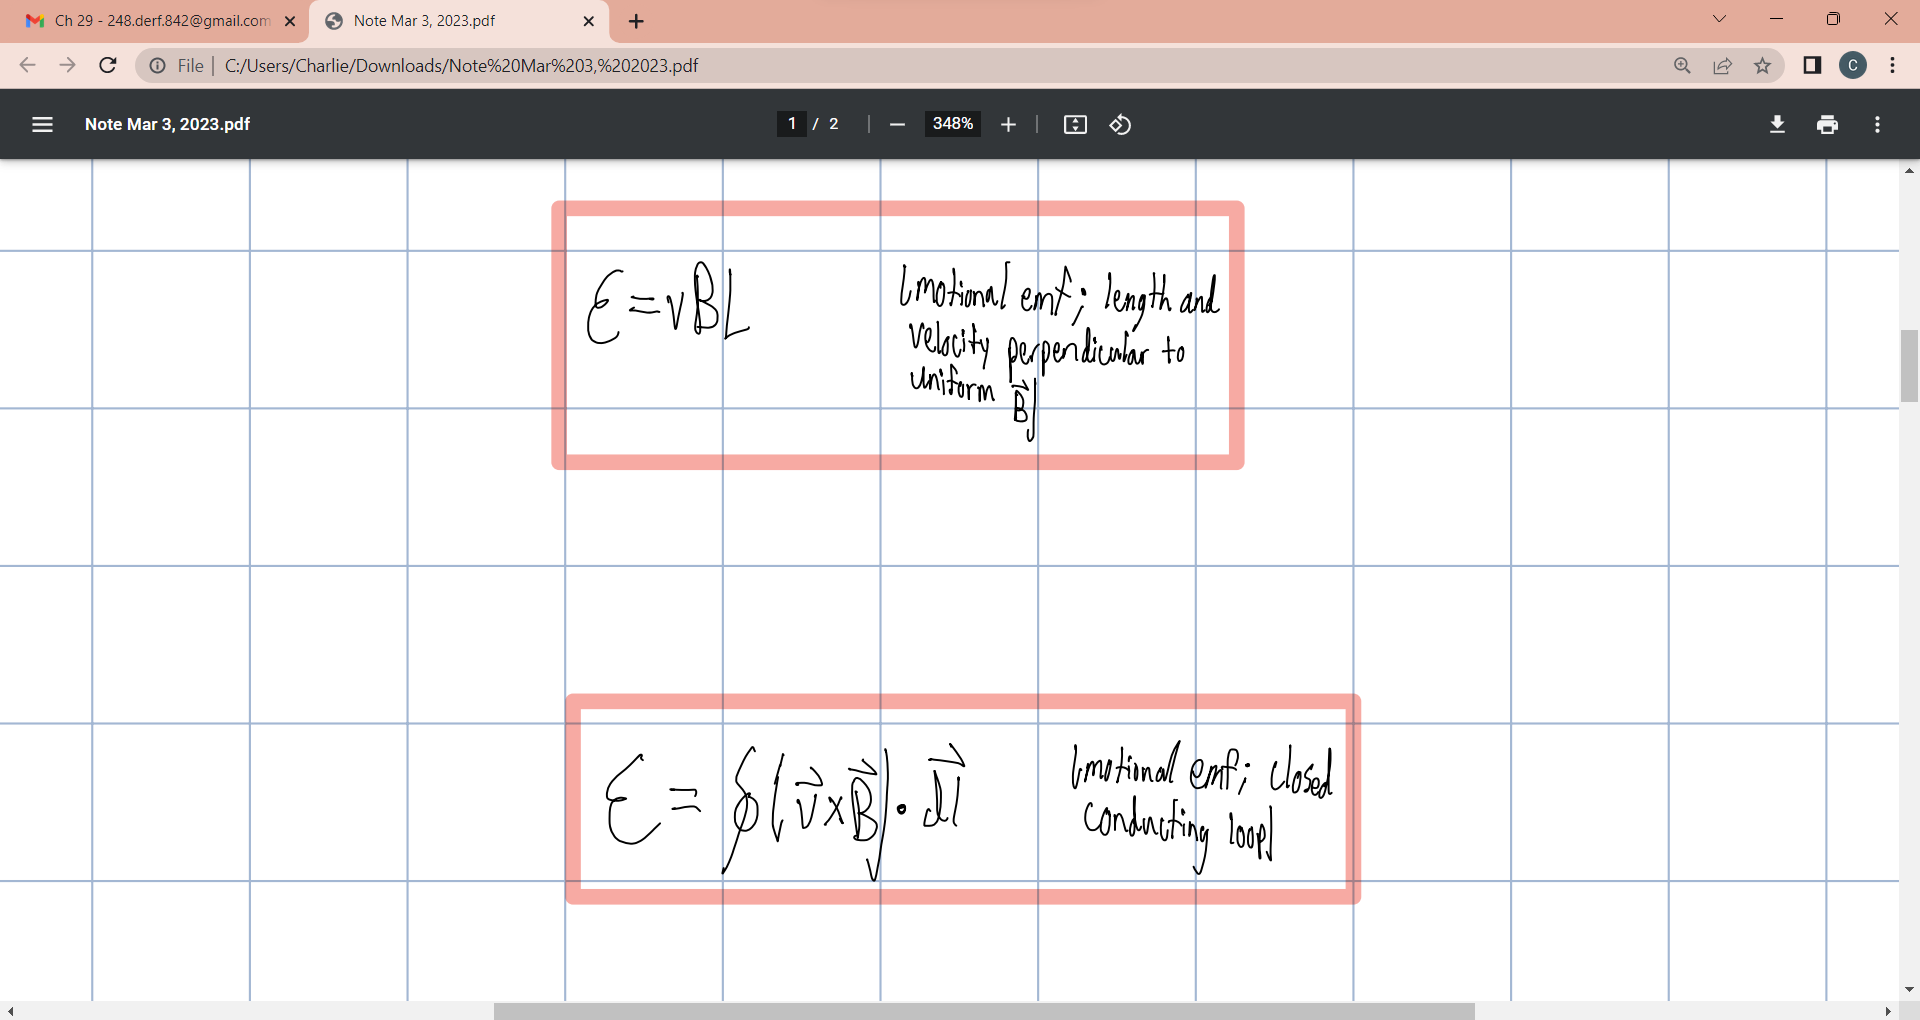 Ch 29 - 248.derf.842@gmail.com
Note Mar 3, 2023.pdf
File | C:/Users/Charlie/Downloads/Note%20Mar%203,%202023.pdf
C
Note Mar 3, 2023.pdf
1 / 2
348%
ℰ = vBL
(motional emf; length and
velocity perpendicular to
uniform B⃗)
ℰ = ∮(v⃗ × B⃗) · dl⃗
(motional emf; closed
conducting loop)